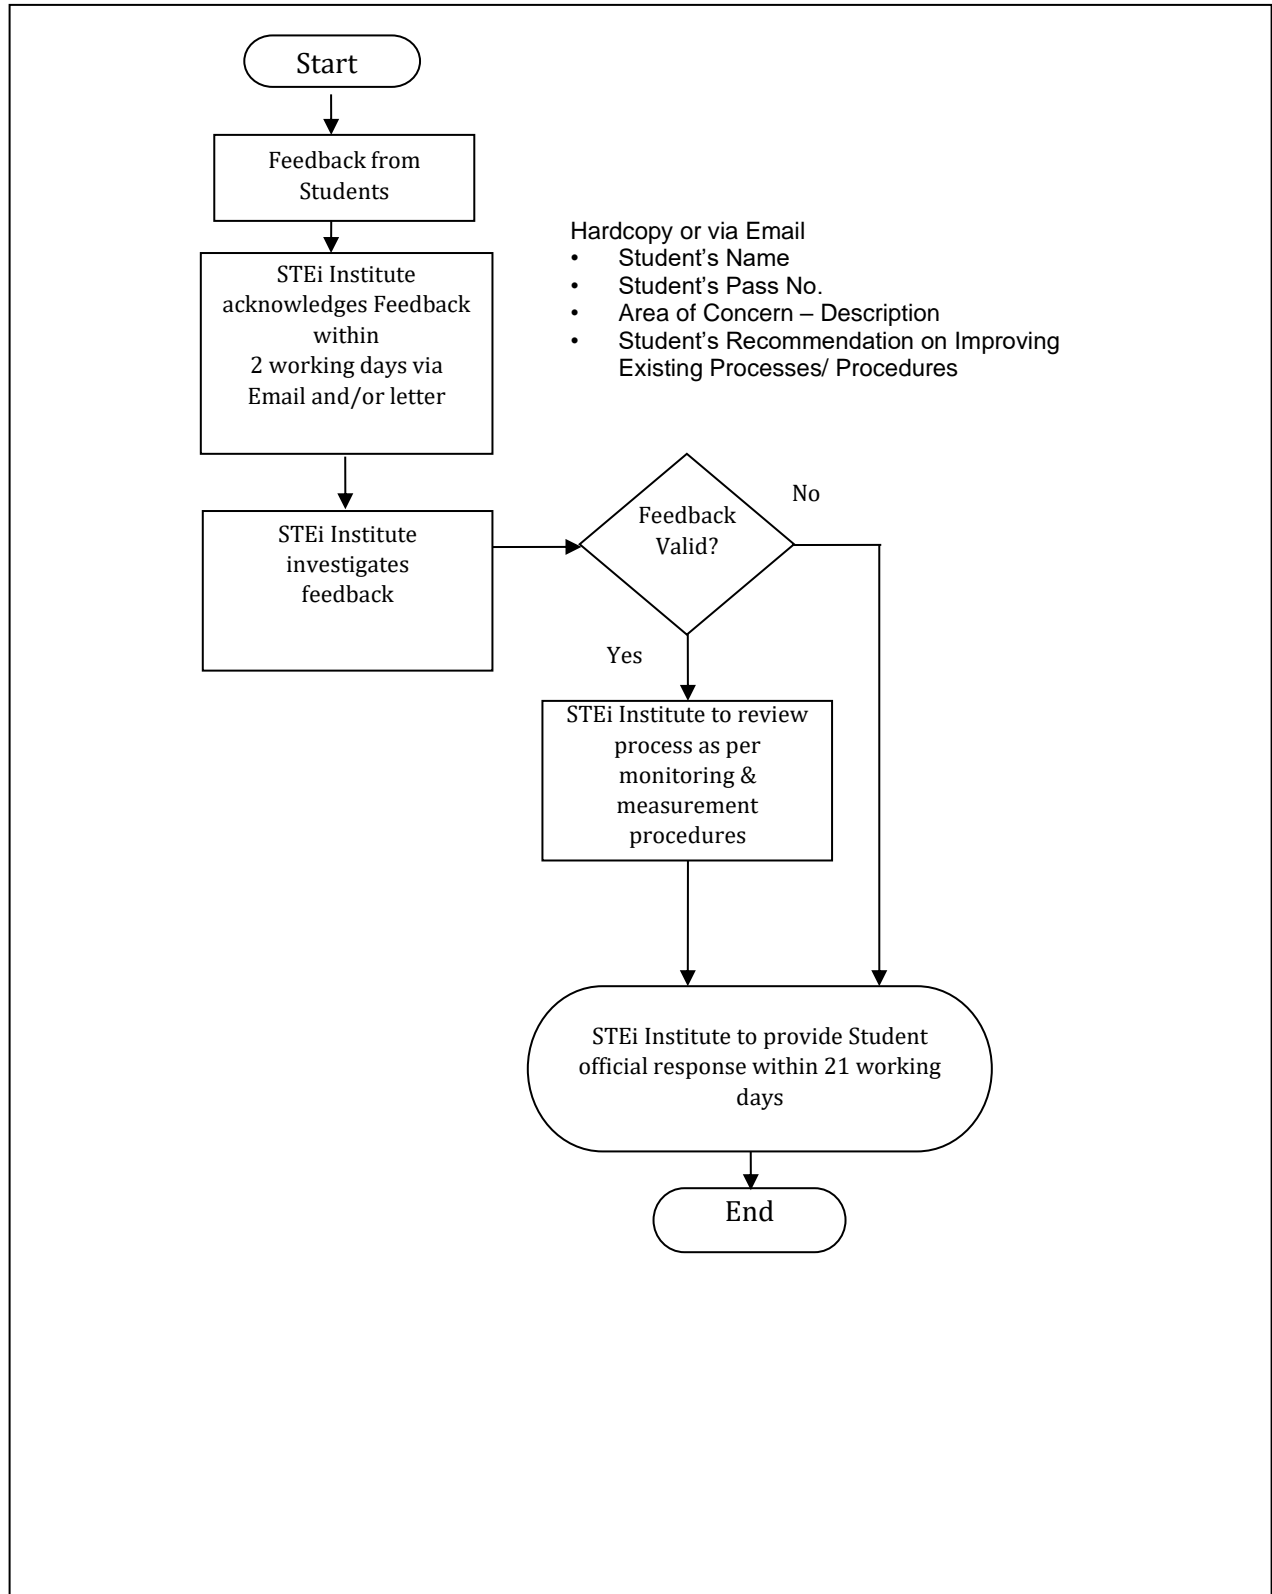 Start
Feedback from
Students
Hardcopy or via Email
• Student’s Name
• Student’s Pass No.
• Area of Concern – Description
• Student’s Recommendation on Improving
Existing Processes/ Procedures
STEi Institute
acknowledges Feedback
within
2 working days via
Email and/or letter
STEi Institute
investigates
feedback
Feedback
Valid?
No
Yes
STEi Institute to review
process as per
monitoring &
measurement
procedures
STEi Institute to provide Student
official response within 21 working
days
End